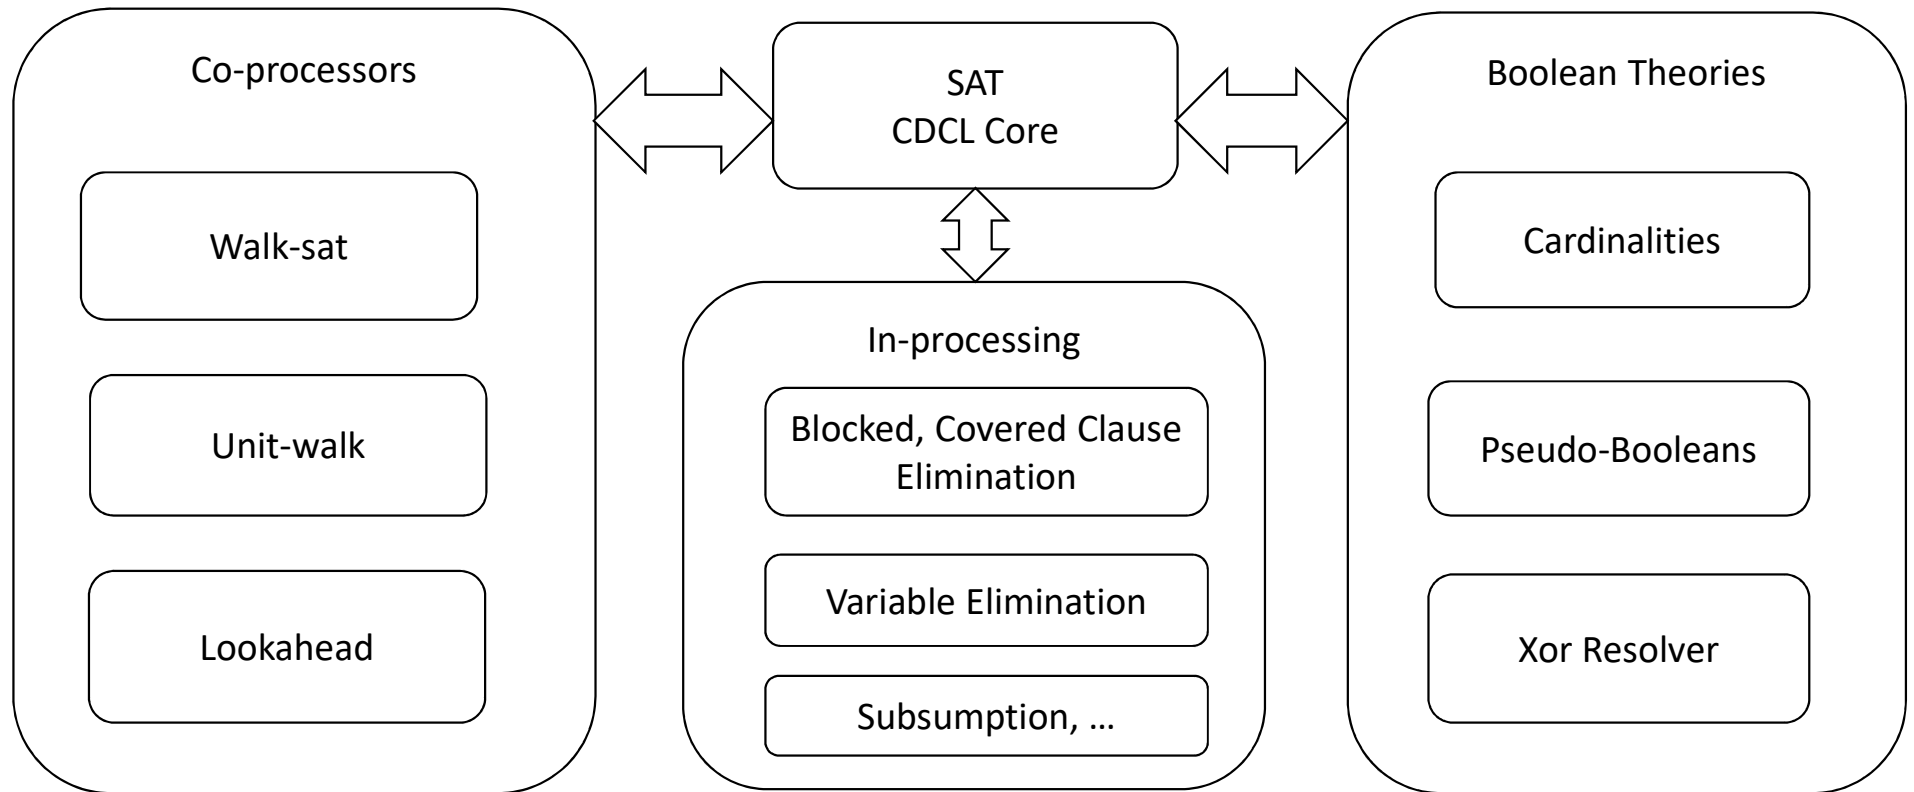 Co-processors
Walk-sat
Unit-walk
Lookahead
SAT
CDCL Core
In-processing
Blocked, Covered Clause
Elimination
Variable Elimination
Subsumption, ...
Boolean Theories
Cardinalities
Pseudo-Booleans
Xor Resolver